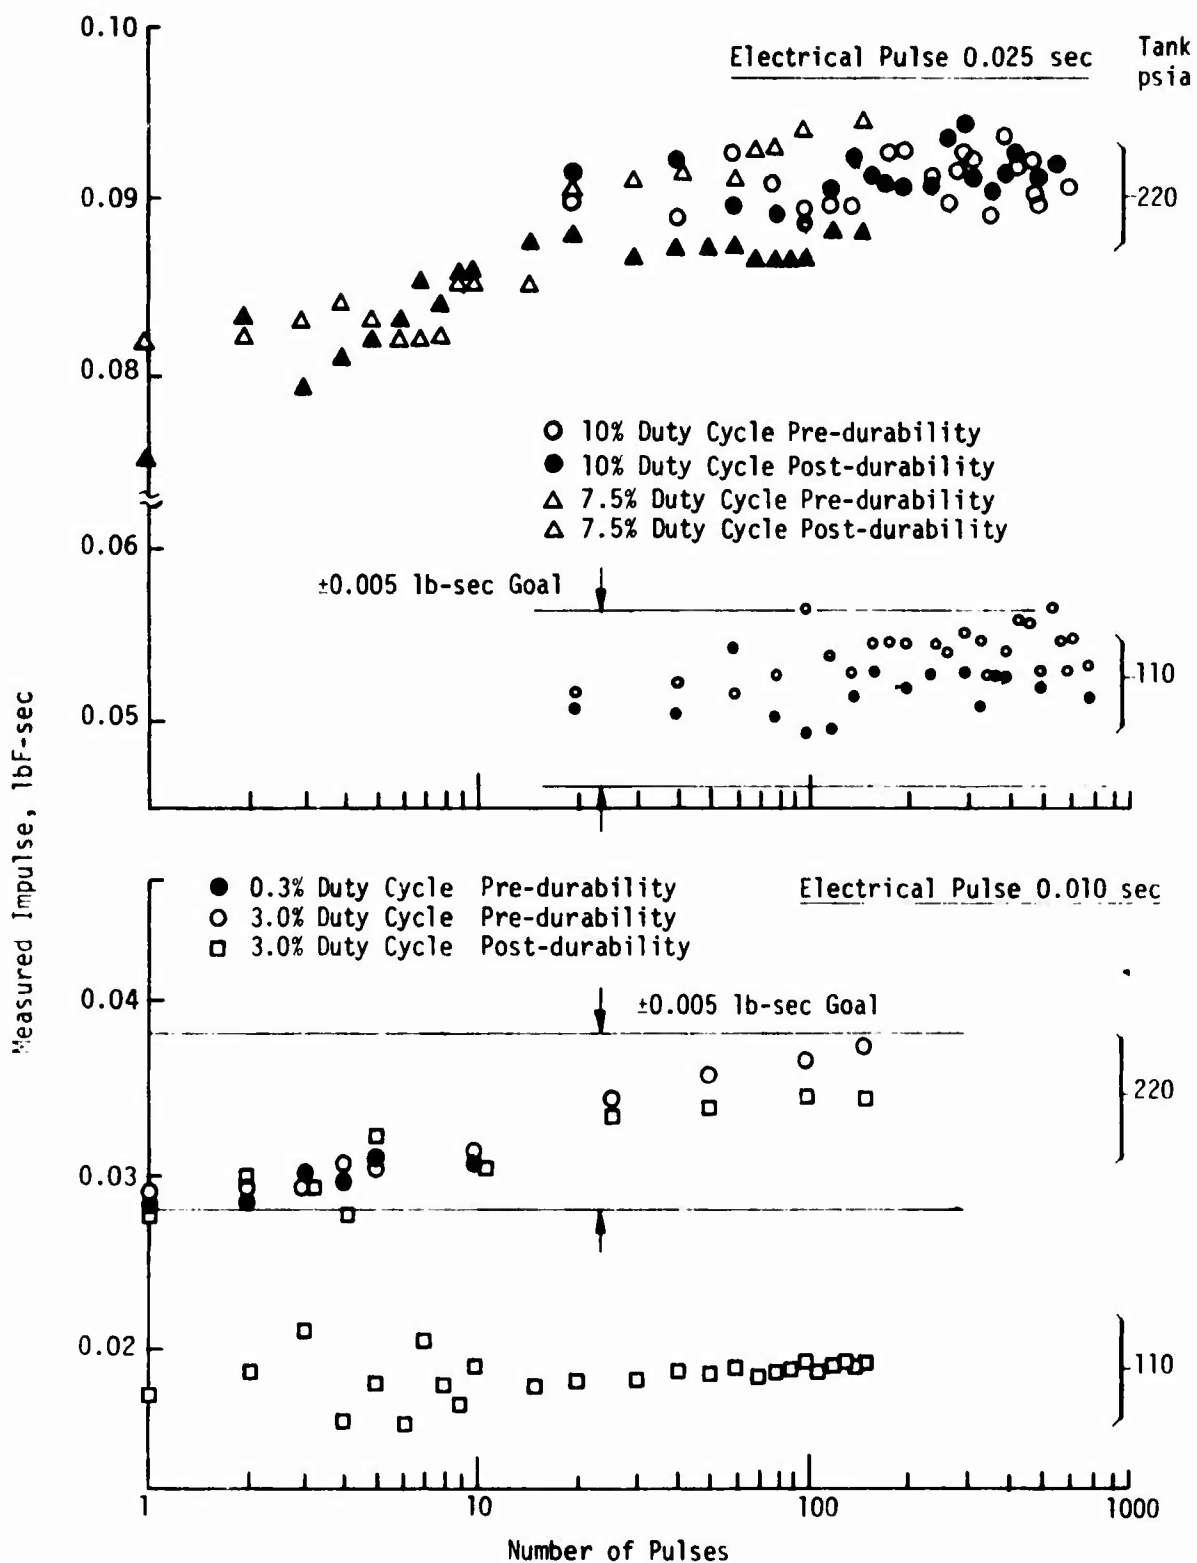 0.10
Electrical Pulse 0.025 sec
Tank
psia
0.09
220
0.08
10% Duty Cycle Pre-durability
10% Duty Cycle Post-durability
7.5% Duty Cycle Pre-durability
7.5% Duty Cycle Post-durability
0.06
±0.005 lb-sec Goal
110
0.05
Measured Impulse, lbF-sec
0.3% Duty Cycle Pre-durability
3.0% Duty Cycle Pre-durability
3.0% Duty Cycle Post-durability
Electrical Pulse 0.010 sec
0.04
±0.005 lb-sec Goal
220
0.03
0.02
110
1 10 100 1000
Number of Pulses